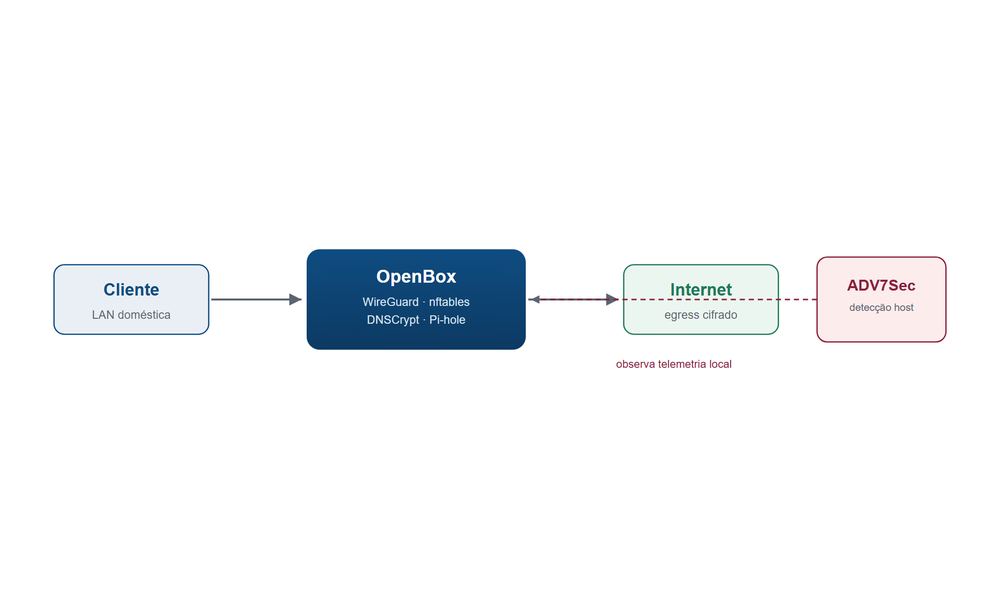 Cliente
LAN doméstica
OpenBox
WireGuard · nftables
DNSCrypt · Pi-hole
Internet
egress cifrado
ADV7Sec
detecção host
observa telemetria local